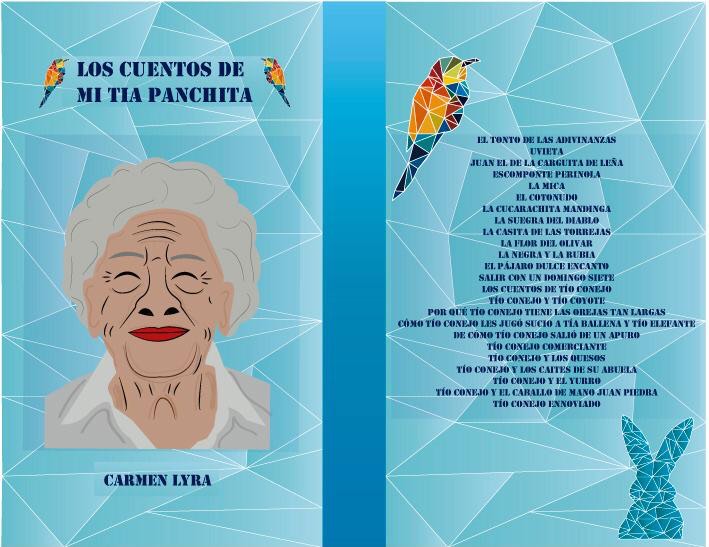 LOS CUENTOS DE
MI TIA PANCHITA
CARMEN LYRA
EL TONTO DE LAS ADIVINANZAS
UVIETA
JUAN EL DE LA CARGUITA DE LEÑA
ESCOMPONTE PERINOLA
LA MICA
EL COTONUDO
LA CUCARACHITA MANDINGA
LA SUEGRA DEL DIABLO
LA CASITA DE LAS TORREJAS
LA FLOR DEL OLIVAR
LA NEGRA Y LA RUBIA
EL PÁJARO DULCE ENCANTO
SALIR CON UN DOMINGO SIETE
LOS CUENTOS DE TÍO CONEJO
TÍO CONEJO Y TÍO COYOTE
POR QUÉ TÍO CONEJO TIENE LAS OREJAS TAN LARGAS
CÓMO TÍO CONEJO LES JUGÓ SUCIO A TÍA BALLENA Y TÍO ELEFANTE
DE CÓMO TÍO CONEJO SALIÓ DE UN APURO
TÍO CONEJO COMERCIANTE
TÍO CONEJO Y LOS QUESOS
TÍO CONEJO Y LOS CAITES DE SU ABUELA
TÍO CONEJO Y EL YURRO
TÍO CONEJO Y EL CABALLO DE MANO JUAN PIEDRA
TÍO CONEJO ENNOVIADO